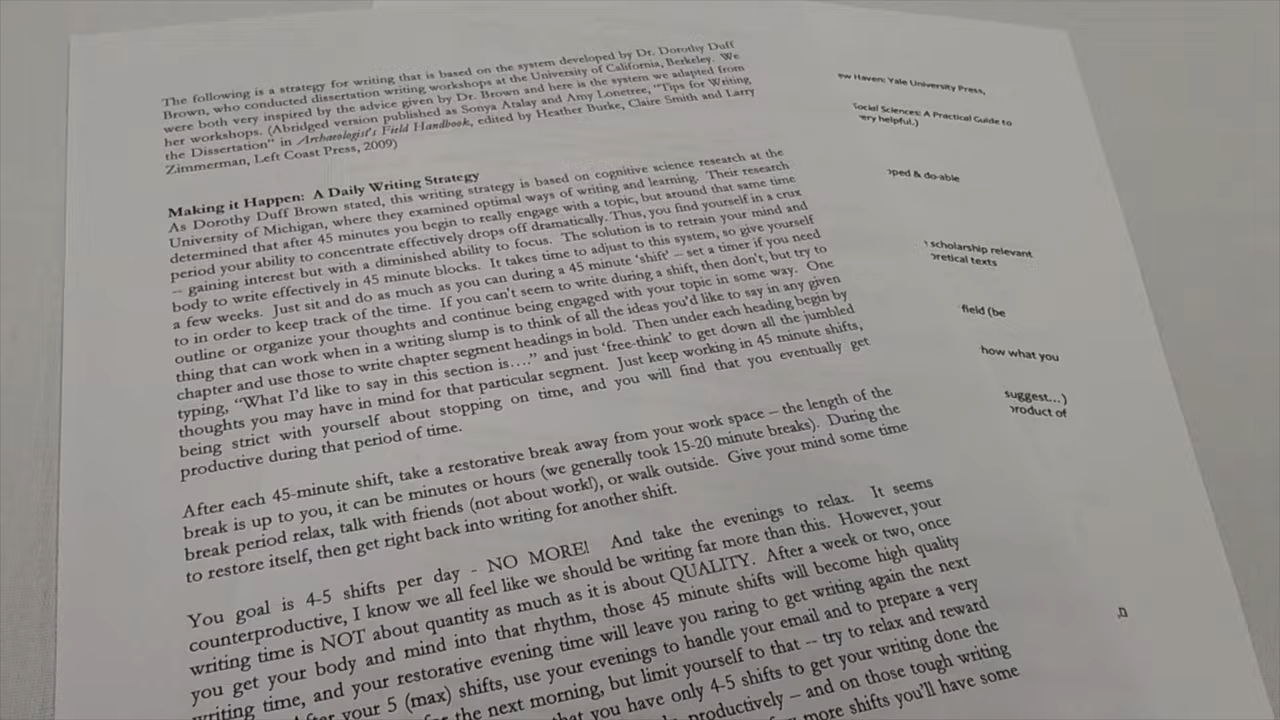 The following is a strategy for writing that is based on the system developed by Dr. Dorothy Duff
Brown, who conducted dissertation writing workshops at the University of California, Berkeley. We
were both very inspired by the advice given by Dr. Brown and here is the system we adapted from
her workshops. (Abridged version published as Sonya Atalay and Amy Lonetree, "Tips for Writing
the Dissertation" in Archaeologist's Field Handbook, edited by Heather Burke, Claire Smith and Larry
Zimmerman, Left Coast Press, 2009)
Making it Happen: A Daily Writing Strategy
As Dorothy Duff Brown stated, this writing strategy is based on cognitive science research at the
University of Michigan, where they examined optimal ways of writing and learning. Their research
determined that after 45 minutes you begin to really engage with a topic, but around that same time
period your ability to concentrate effectively drops off dramatically. Thus, you find yourself in a crux
– gaining interest but with a diminished ability to focus. The solution is to retrain your mind and
body to write effectively in 45 minute blocks. It takes time to adjust to this system, so give yourself
a few weeks. Just sit and do as much as you can during a 45 minute 'shift' – set a timer if you need
to in order to keep track of the time. If you can't seem to write during a shift, then don't, but try to
outline or organize your thoughts and continue being engaged with your topic in some way. One
thing that can work when in a writing slump is to think of all the ideas you'd like to say in any given
chapter and use those to write chapter segment headings in bold. Then under each heading begin by
typing, "What I'd like to say in this section is…." and just 'free-think' to get down all the jumbled
thoughts you may have in mind for that particular segment. Just keep working in 45 minute shifts,
being strict with yourself about stopping on time, and you will find that you eventually get
productive during that period of time.
After each 45-minute shift, take a restorative break away from your work space – the length of the
break is up to you, it can be minutes or hours (we generally took 15-20 minute breaks). During the
break period relax, talk with friends (not about work!), or walk outside. Give your mind some time
to restore itself, then get right back into writing for another shift.
You goal is 4-5 shifts per day - NO MORE! And take the evenings to relax. It seems
counterproductive, I know we all feel like we should be writing far more than this. However, your
writing time is NOT about quantity as much as it is about QUALITY. After a week or two, once
you get your body and mind into that rhythm, those 45 minute shifts will become high quality
writing time, and your restorative evening time will leave you raring to get writing again the next
your 5 (max) shifts, use your evenings to handle your email and to prepare a very
the next morning, but limit yourself to that -- try to relax and reward
you have only 4-5 shifts to get your writing done the
productively – and on those tough writing
more shifts you'll have some
Haven: Yale University Press,
Social Sciences: A Practical Guide to
helpful.)
& do-able
scholarship relevant
texts
field (be
how what you
suggest...)
of